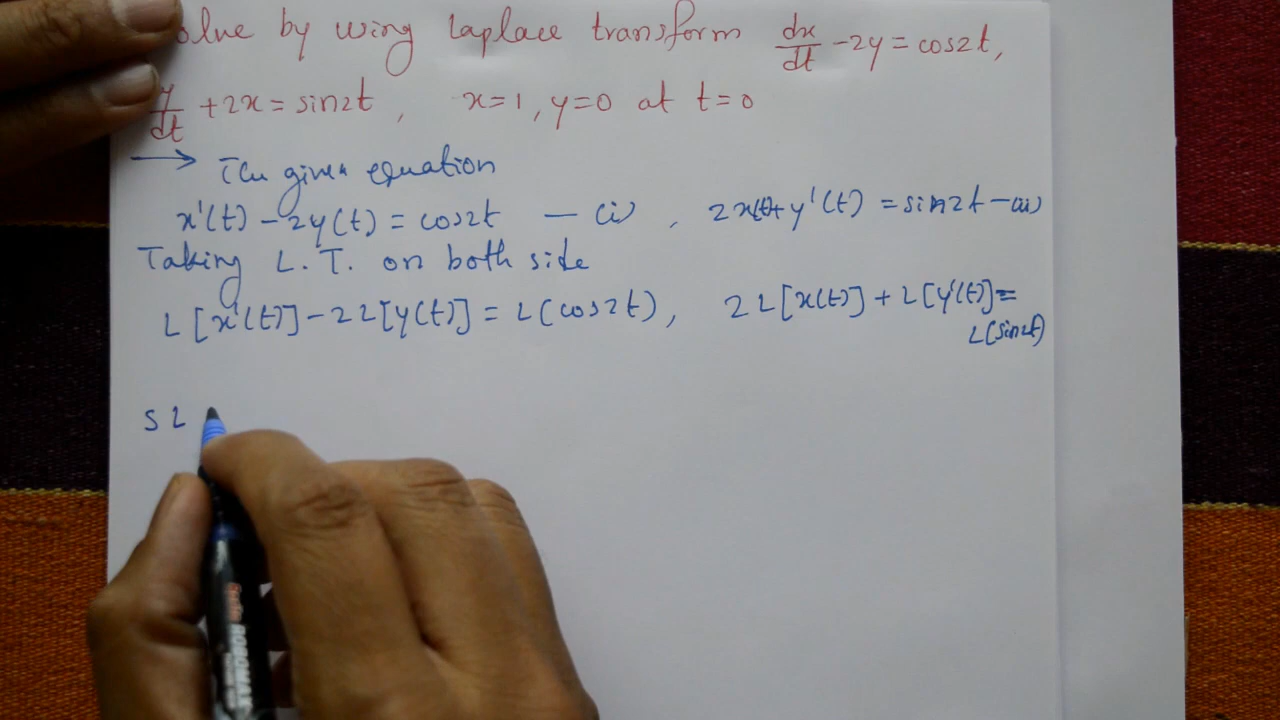 olve by using Laplace transform dx/dt - 2y = cos2t,
y/dt + 2x = sin2t , x=1, y=0 at t=0
→ The given equation
x'(t) - 2y(t) = cos2t — (i) , 2x(t) + y'(t) = sin2t — (ii)
Taking L.T. on both side
L[x'(t)] - 2L[y(t)] = L(cos2t), 2L[x(t)] + L[y'(t)] =
L(sin2t)
S L